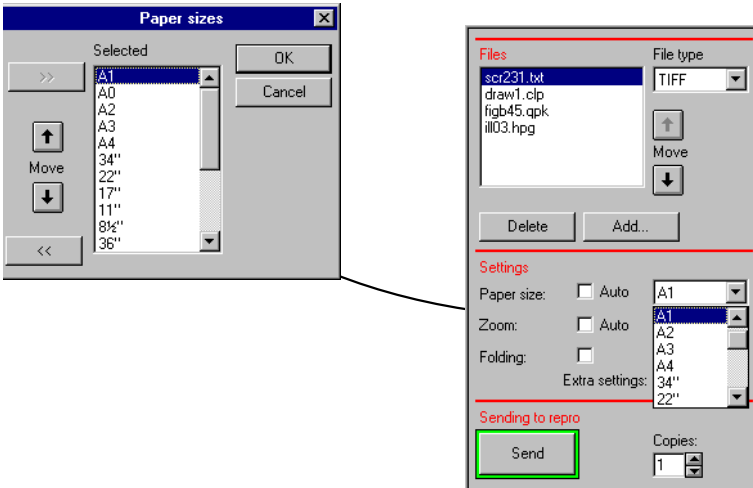 Paper sizes
Selected
>>
A1
A0
A2
A3
A4
34"
22"
17"
11"
8½"
36"
Move
<<
OK
Cancel
Files
File type
scr231.txt
draw1.clp
figb45.qpk
ill03.hpg
TIFF
Move
Delete
Add...
Settings
Paper size:
Auto
A1
Zoom:
Auto
Folding:
Extra settings:
A1
A2
A3
A4
34"
22"
Sending to repro
Send
Copies:
1